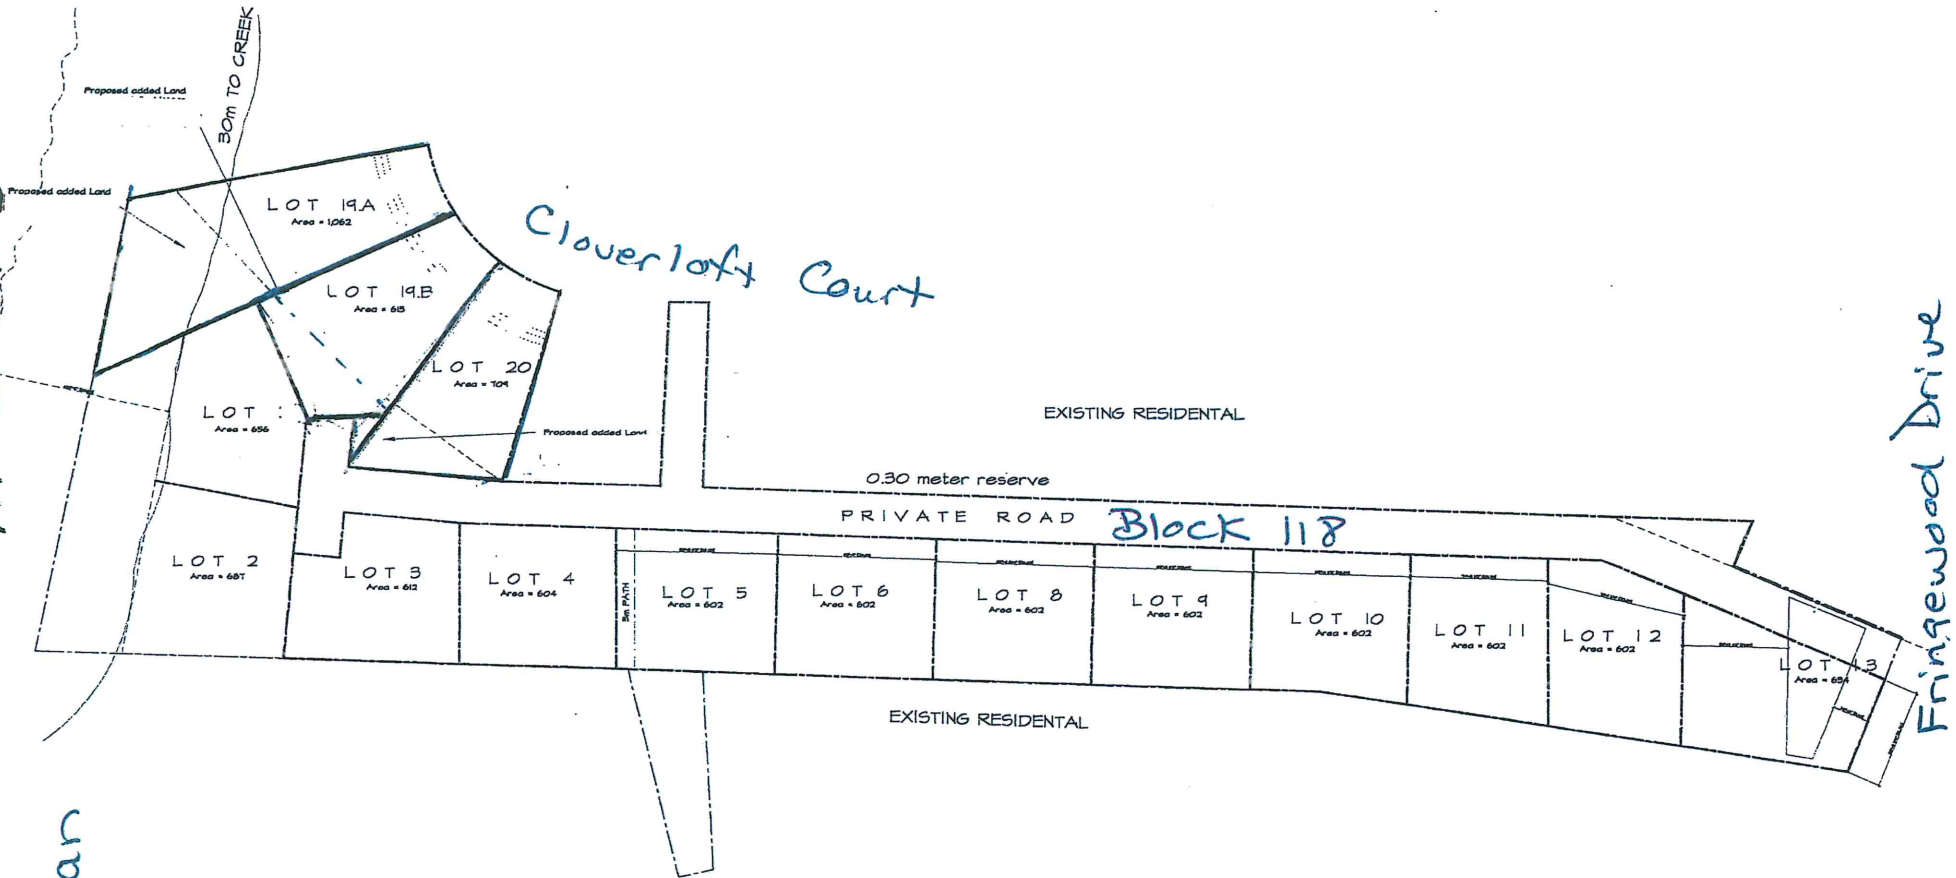 30m TO CREEK
Proposed added Land
Proposed added Land
LOT 19.A
Area = 1,062
Cloverloft Court
LOT 19.B
Area = 615
LOT 20
Area = 709
Proposed added Land
LOT
Area = 656
EXISTING RESIDENTAL
0.30 meter reserve
PRIVATE ROAD
Block 118
Fringewood Drive
LOT 2
Area = 687
LOT 3
Area = 612
LOT 4
Area = 604
5m PATH
LOT 5
Area = 602
LOT 6
Area = 602
LOT 8
Area = 602
LOT 9
Area = 602
LOT 10
Area = 602
LOT 11
Area = 602
LOT 12
Area = 602
LOT 13
Area = 654
EXISTING RESIDENTAL
ar